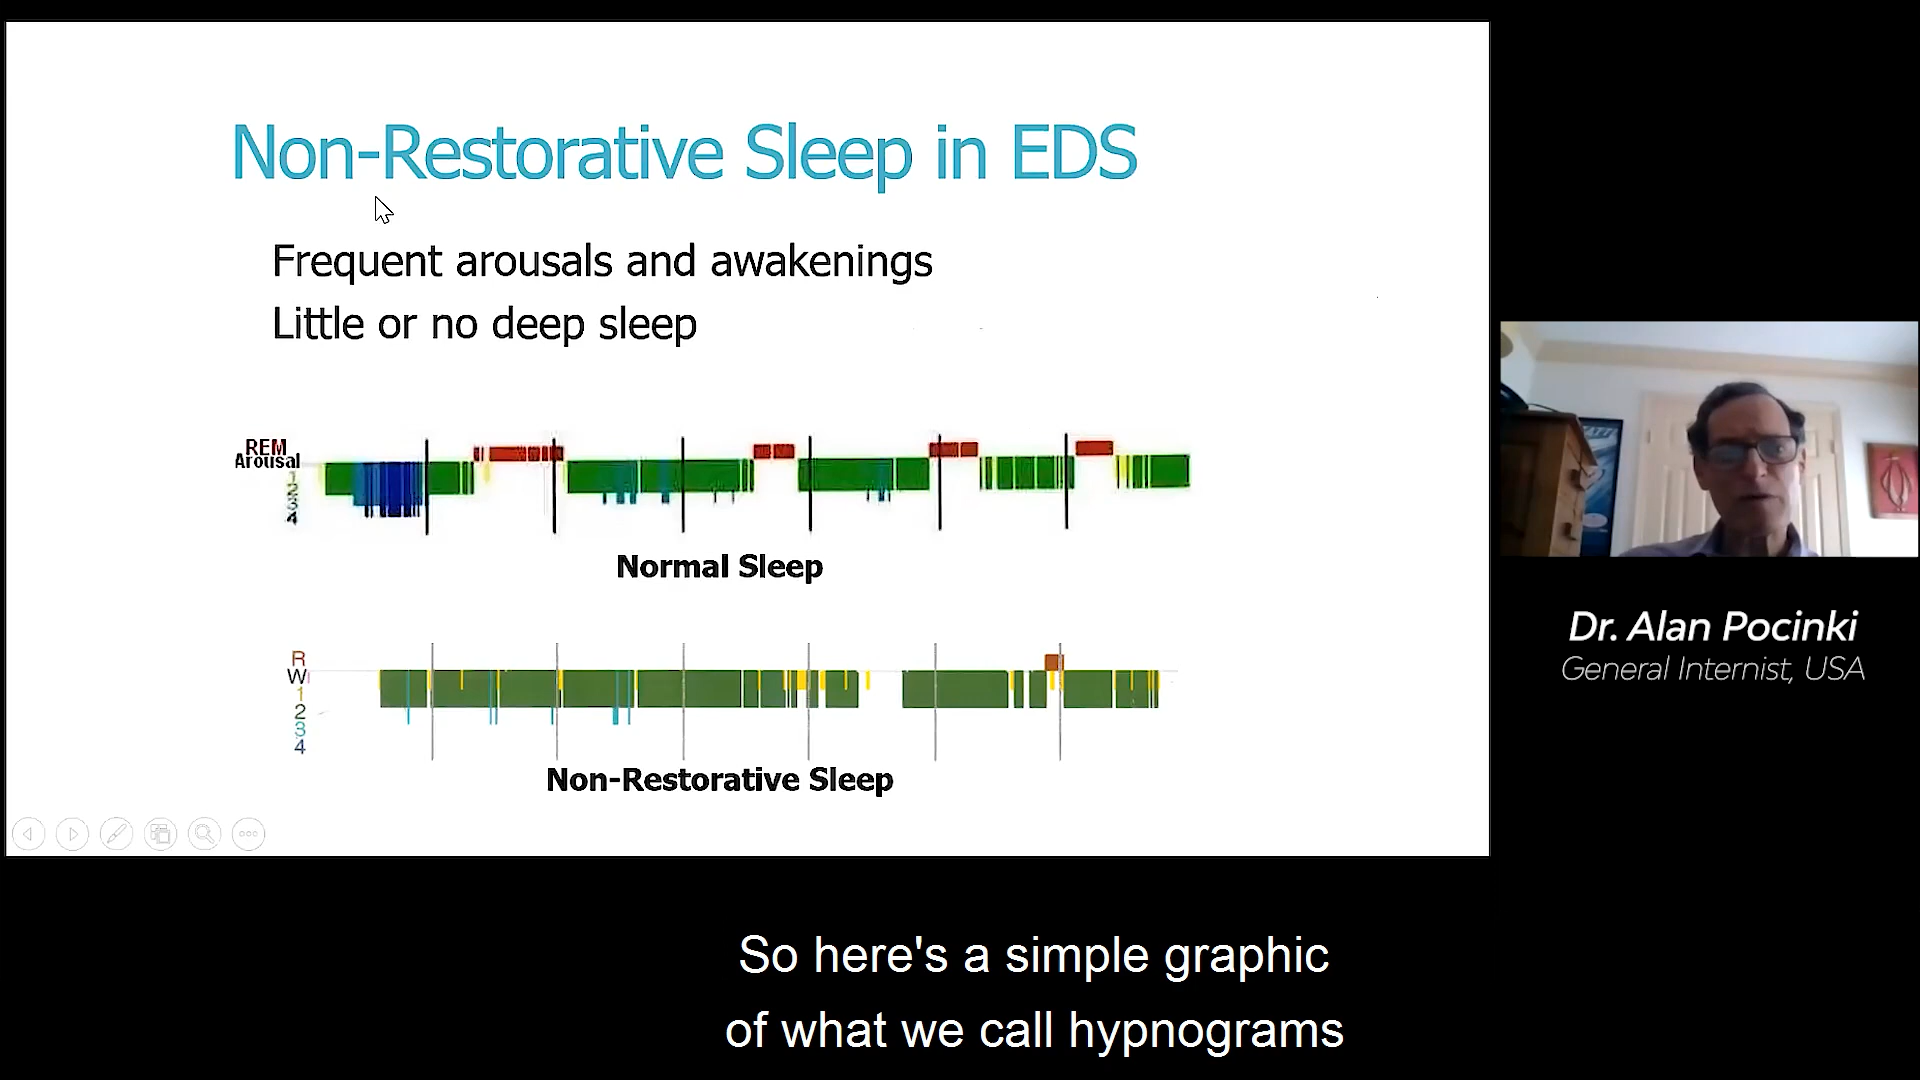 Non-Restorative Sleep in EDS
Frequent arousals and awakenings
Little or no deep sleep
REM
Arousal
1
2
3
4
Normal Sleep
R
W
1
2
3
4
Non-Restorative Sleep
Dr. Alan Pocinki
General Internist, USA
So here's a simple graphic
of what we call hypnograms